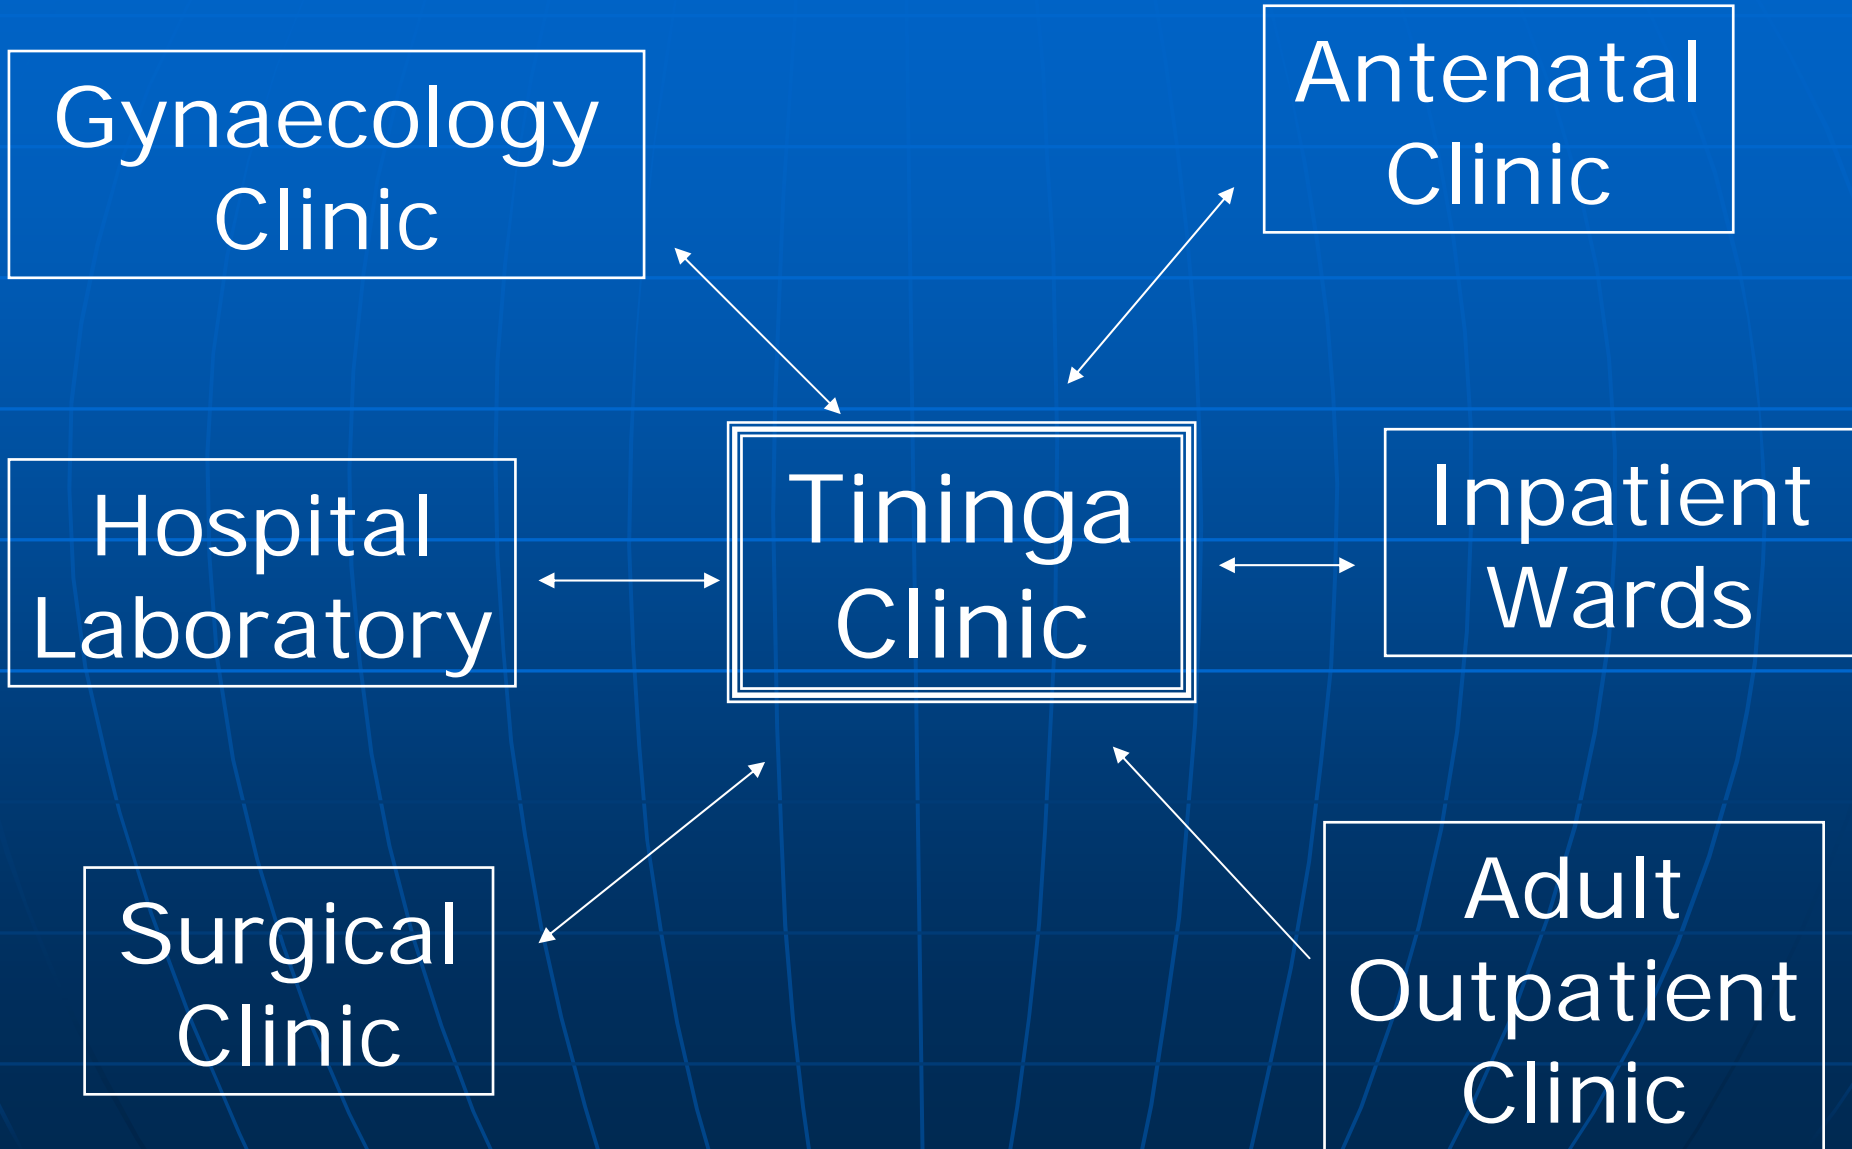 Gynaecology
Clinic
Antenatal
Clinic
Hospital
Laboratory
Tininga
Clinic
Inpatient
Wards
Surgical
Clinic
Adult
Outpatient
Clinic